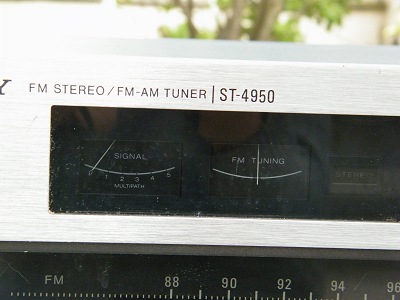 Y FM STEREO/FM-AM TUNER | ST-4950
SIGNAL
0 1 2 3 4 5
MULTIPATH
FM TUNING
STEREO
FM 88 90 92 94 96